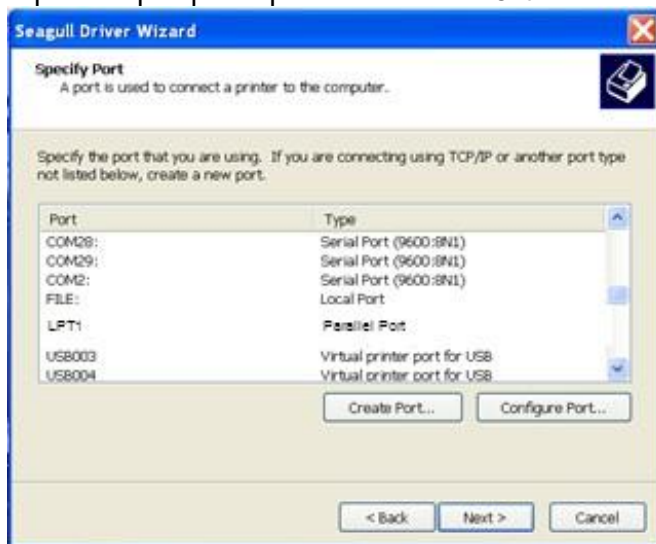 Seagull Driver Wizard
Specify Port
A port is used to connect a printer to the computer.
Specify the port that you are using. If you are connecting using TCP/IP or another port type
not listed below, create a new port.
Port Type
COM28: Serial Port (9600:8N1)
COM29: Serial Port (9600:8N1)
COM2: Serial Port (9600:8N1)
FILE: Local Port
LPT1 Parallel Port
USB003 Virtual printer port for USB
USB004 Virtual printer port for USB
Create Port... Configure Port...
< Back Next > Cancel